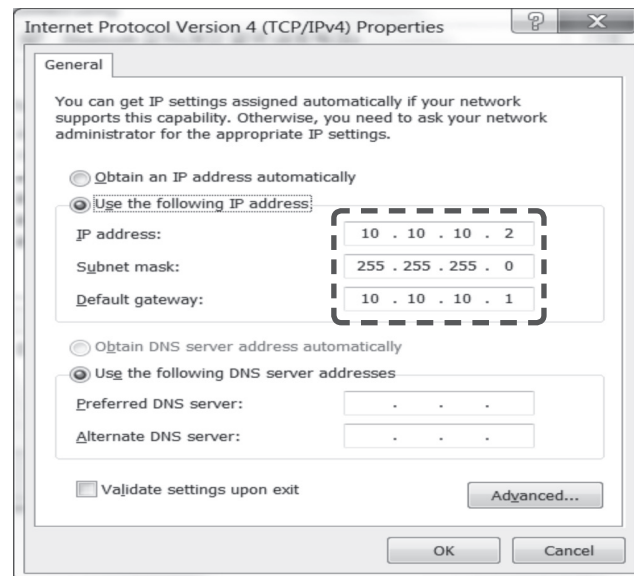 Internet Protocol Version 4 (TCP/IPv4) Properties
General
You can get IP settings assigned automatically if your network
supports this capability. Otherwise, you need to ask your network
administrator for the appropriate IP settings.
Obtain an IP address automatically
Use the following IP address:
IP address: 10 . 10 . 10 . 2
Subnet mask: 255 . 255 . 255 . 0
Default gateway: 10 . 10 . 10 . 1
Obtain DNS server address automatically
Use the following DNS server addresses
Preferred DNS server: . . .
Alternate DNS server: . . .
Validate settings upon exit
Advanced...
OK Cancel